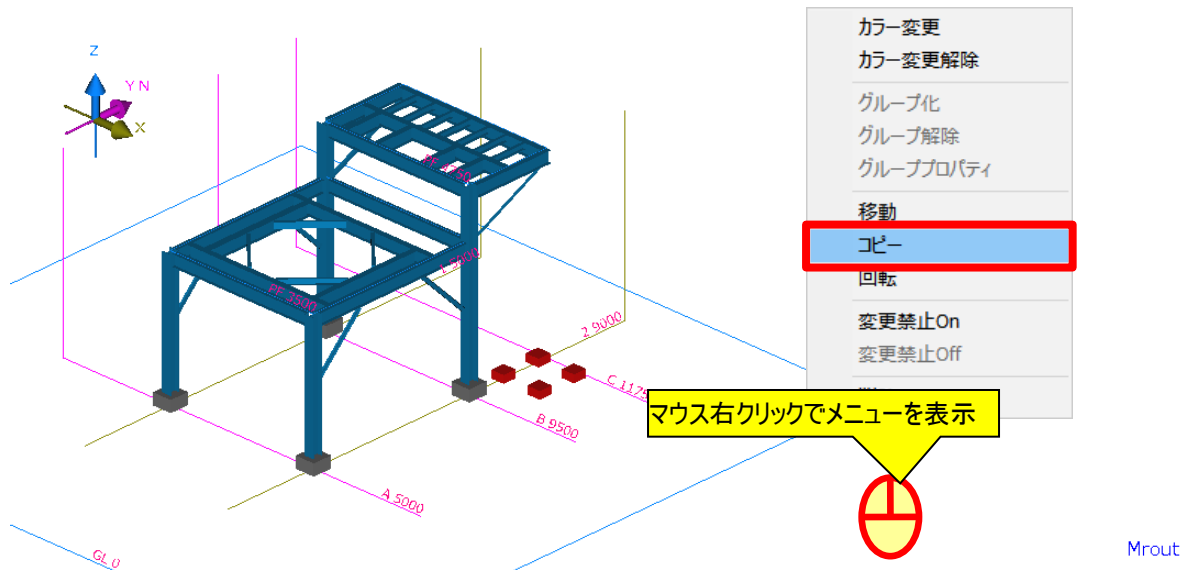 カラー変更
カラー変更解除
グループ化
グループ解除
グループプロパティ
移動
コピー
回転
変更禁止On
変更禁止Off
マウス右クリックでメニューを表示
Z
Y N
X
PF 4750
1 5000
PF 3500
2 9000
B 9500
A 5000
GL 0
Mrout